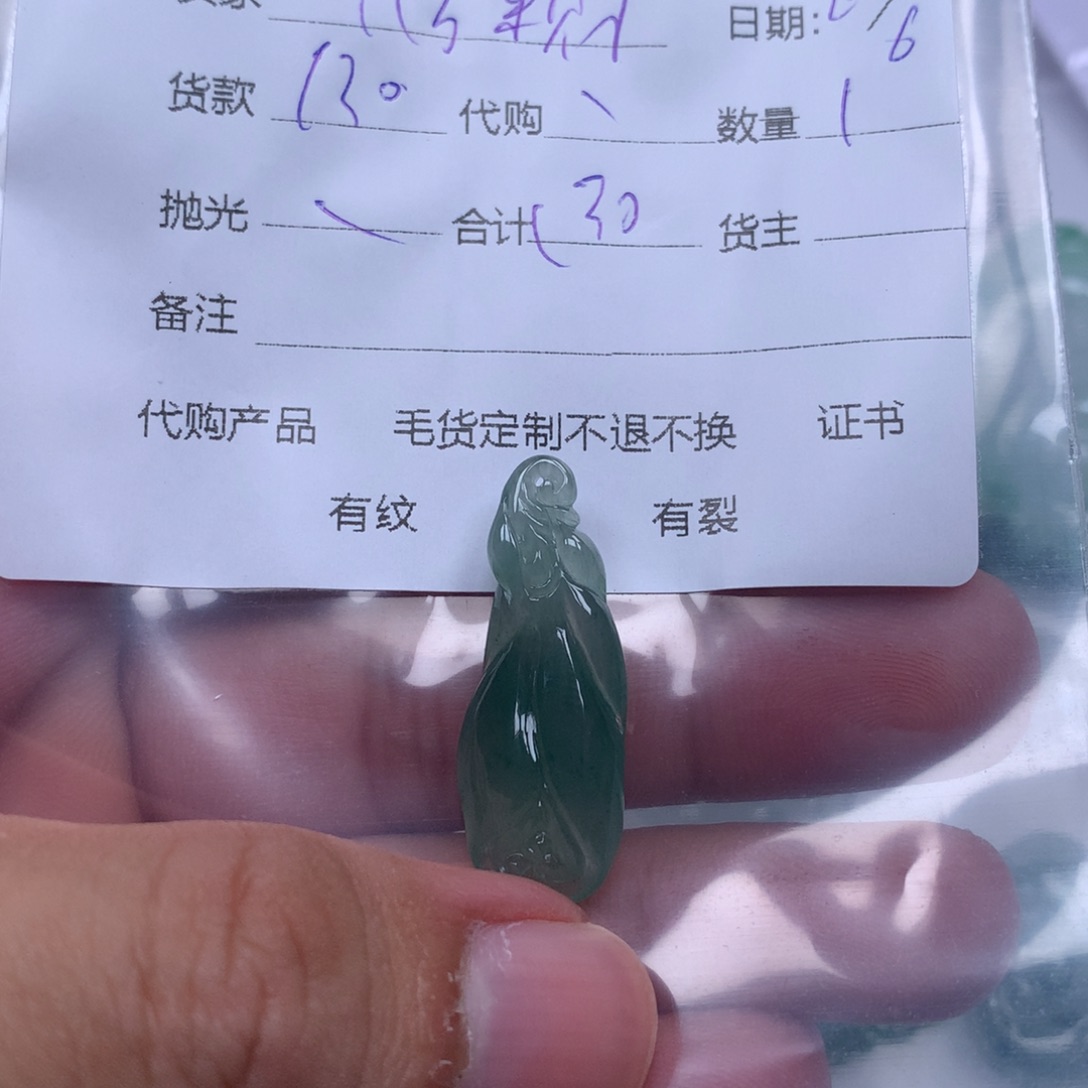 日期: /6
货款 130 代购 数量 1
抛光 合计 130 货主
备注
代购产品 毛货定制不退不换 证书
有纹 有裂